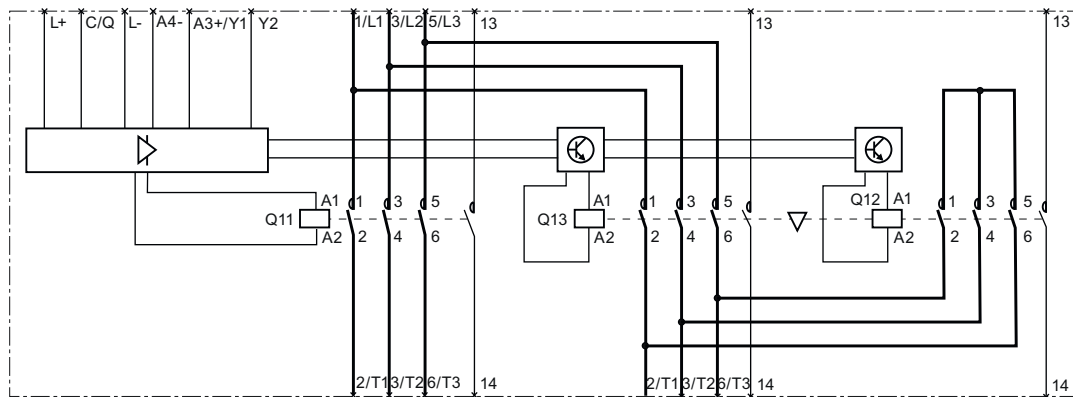 L+ C/Q L- A4- A3+/Y1 Y2 1/L1 3/L2 5/L3 13 13 13
A1 1 3 5 A1 1 3 5 A1 1 3 5
Q11 Q13 Q12
A2 2 4 6 A2 2 4 6 A2 2 4 6
2/T1 3/T2 6/T3 14 2/T1 3/T2 6/T3 14 14